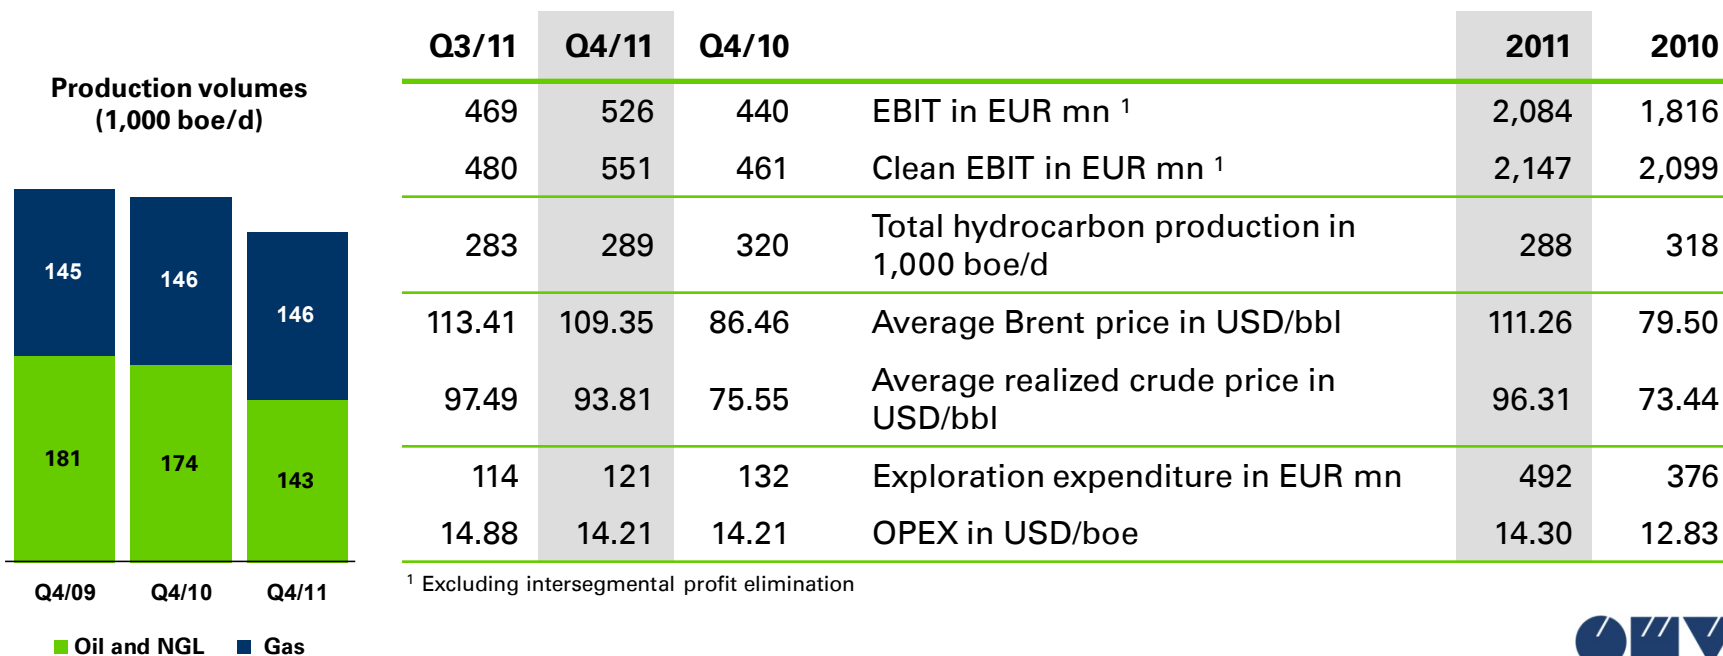 Production volumes
(1,000 boe/d)
145
146
146
181
174
143
Q4/09 Q4/10 Q4/11
Oil and NGL Gas
Q3/11 Q4/11 Q4/10 2011 2010
469 526 440 EBIT in EUR mn ¹ 2,084 1,816
480 551 461 Clean EBIT in EUR mn ¹ 2,147 2,099
283 289 320 Total hydrocarbon production in
1,000 boe/d 288 318
113.41 109.35 86.46 Average Brent price in USD/bbl 111.26 79.50
97.49 93.81 75.55 Average realized crude price in
USD/bbl 96.31 73.44
114 121 132 Exploration expenditure in EUR mn 492 376
14.88 14.21 14.21 OPEX in USD/boe 14.30 12.83
¹ Excluding intersegmental profit elimination
OMV